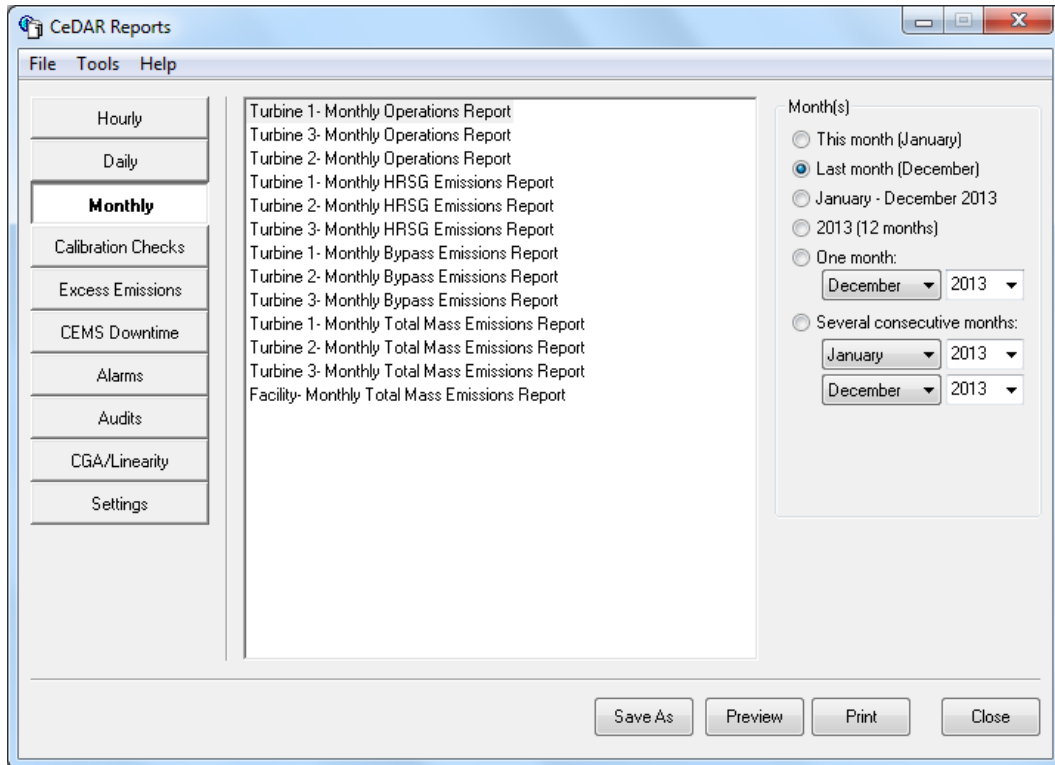 CeDAR Reports
File Tools Help
Hourly
Daily
Monthly
Calibration Checks
Excess Emissions
CEMS Downtime
Alarms
Audits
CGA/Linearity
Settings
Turbine 1- Monthly Operations Report
Turbine 3- Monthly Operations Report
Turbine 2- Monthly Operations Report
Turbine 1- Monthly HRSG Emissions Report
Turbine 2- Monthly HRSG Emissions Report
Turbine 3- Monthly HRSG Emissions Report
Turbine 1- Monthly Bypass Emissions Report
Turbine 2- Monthly Bypass Emissions Report
Turbine 3- Monthly Bypass Emissions Report
Turbine 1- Monthly Total Mass Emissions Report
Turbine 2- Monthly Total Mass Emissions Report
Turbine 3- Monthly Total Mass Emissions Report
Facility- Monthly Total Mass Emissions Report
Month(s)
This month (January)
Last month (December)
January - December 2013
2013 (12 months)
One month:
December 2013
Several consecutive months:
January 2013
December 2013
Save As Preview Print Close